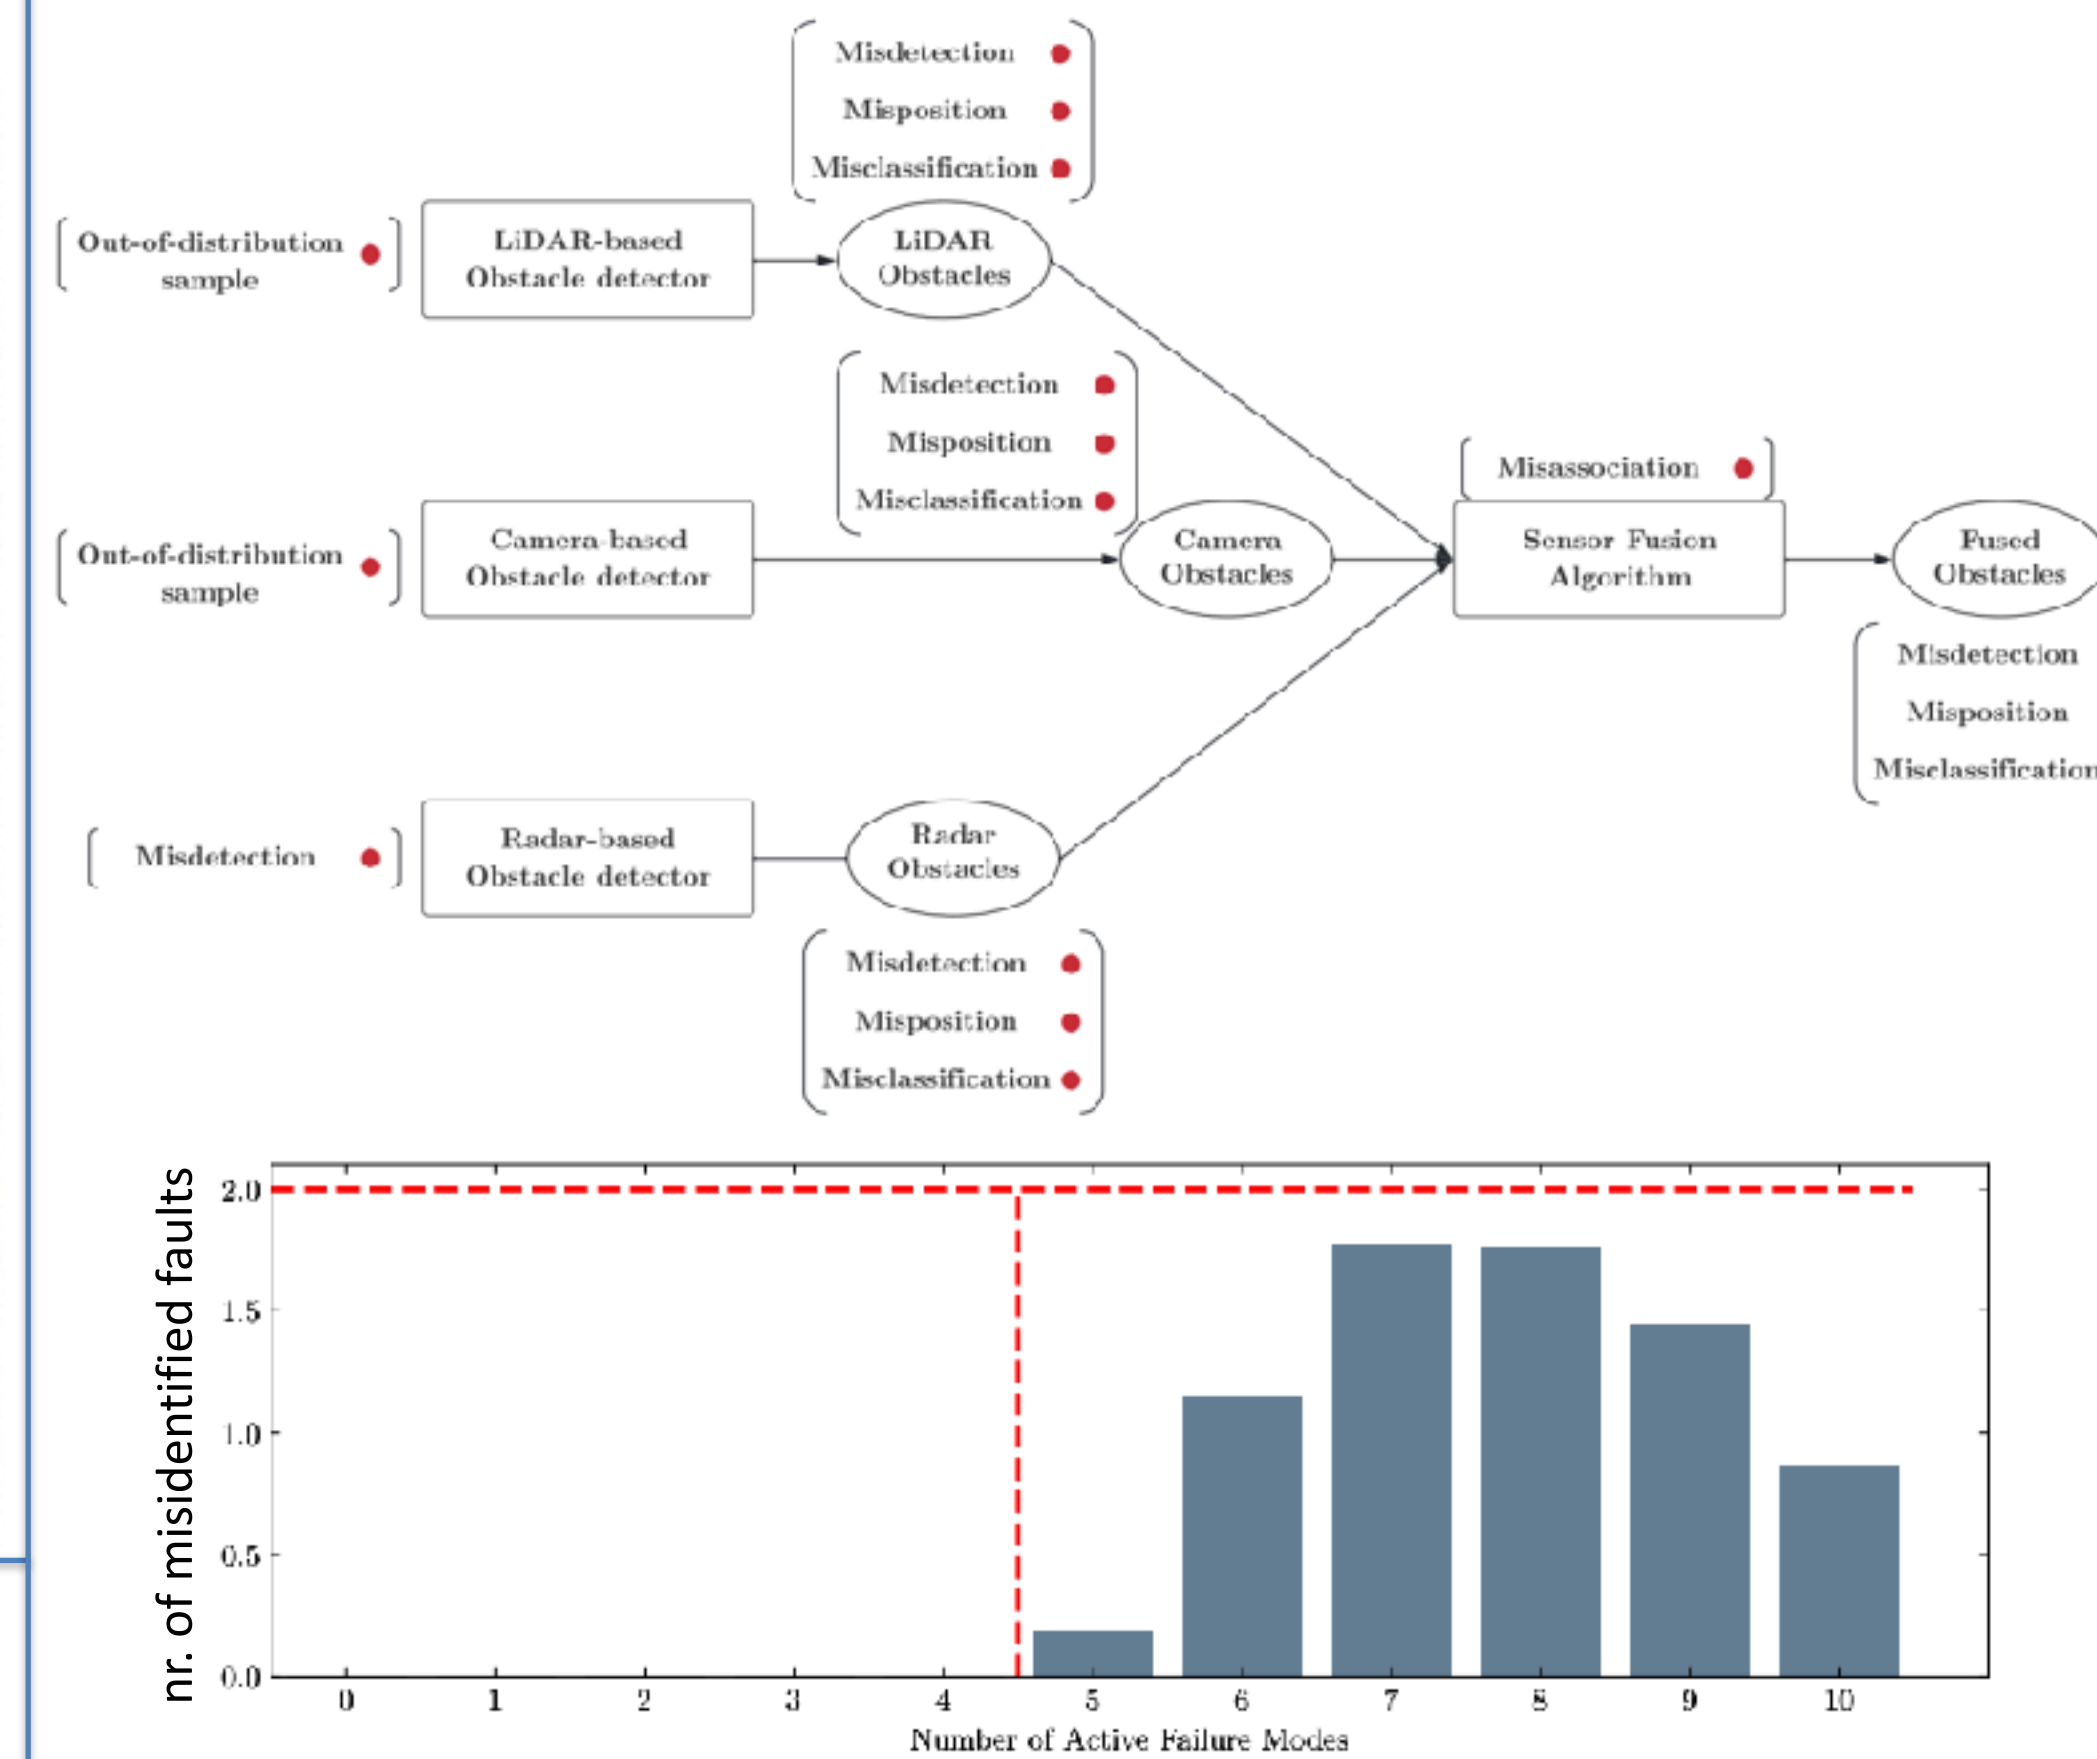 Misdetection
Misposition
Misclassification
Out-of-distribution
sample
LiDAR-based
Obstacle detector
LiDAR
Obstacles
Misdetection
Misposition
Misclassification
Misassociation
Out-of-distribution
sample
Camera-based
Obstacle detector
Camera
Obstacles
Sensor Fusion
Algorithm
Fused
Obstacles
Misdetection
Misposition
Misclassification
Misdetection
Radar-based
Obstacle detector
Radar
Obstacles
Misdetection
Misposition
Misclassification
nr. of misidentified faults
2.0
1.5
1.0
0.5
0.0
0 1 2 3 4 5 6 7 8 9 10
Number of Active Failure Modes